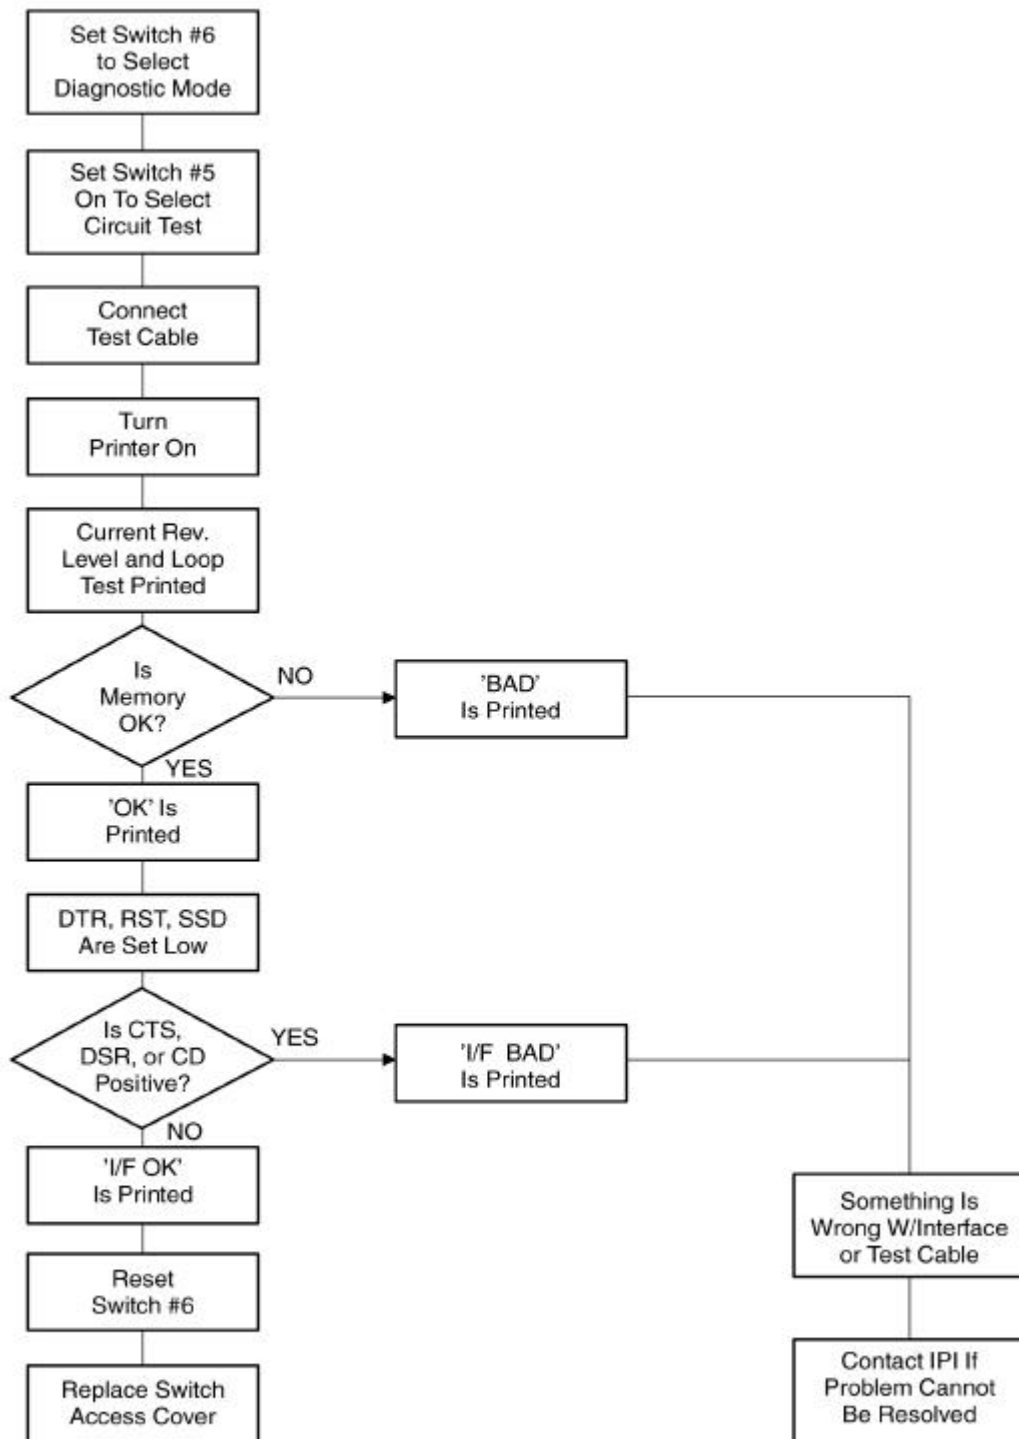 Set Switch #6
to Select
Diagnostic Mode
Set Switch #5
On To Select
Circuit Test
Connect
Test Cable
Turn
Printer On
Current Rev.
Level and Loop
Test Printed
Is
Memory
OK?
NO
'BAD'
Is Printed
YES
'OK' Is
Printed
DTR, RST, SSD
Are Set Low
Is CTS,
DSR, or CD
Positive?
YES
'I/F  BAD'
Is Printed
NO
'I/F OK'
Is Printed
Something Is
Wrong W/Interface
or Test Cable
Reset
Switch #6
Contact IPI If
Problem Cannot
Be Resolved
Replace Switch
Access Cover